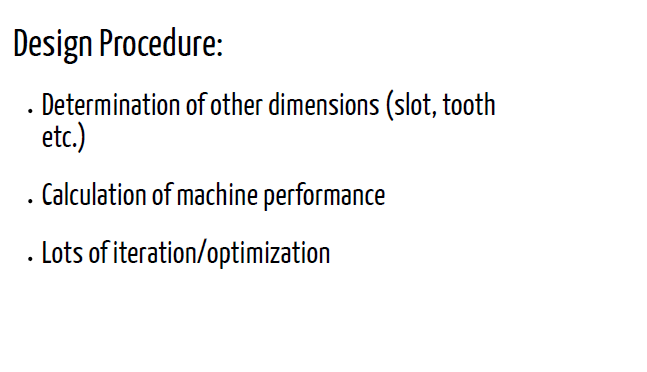 Design Procedure:
• Determination of other dimensions (slot, tooth
etc.)
• Calculation of machine performance
• Lots of iteration/optimization